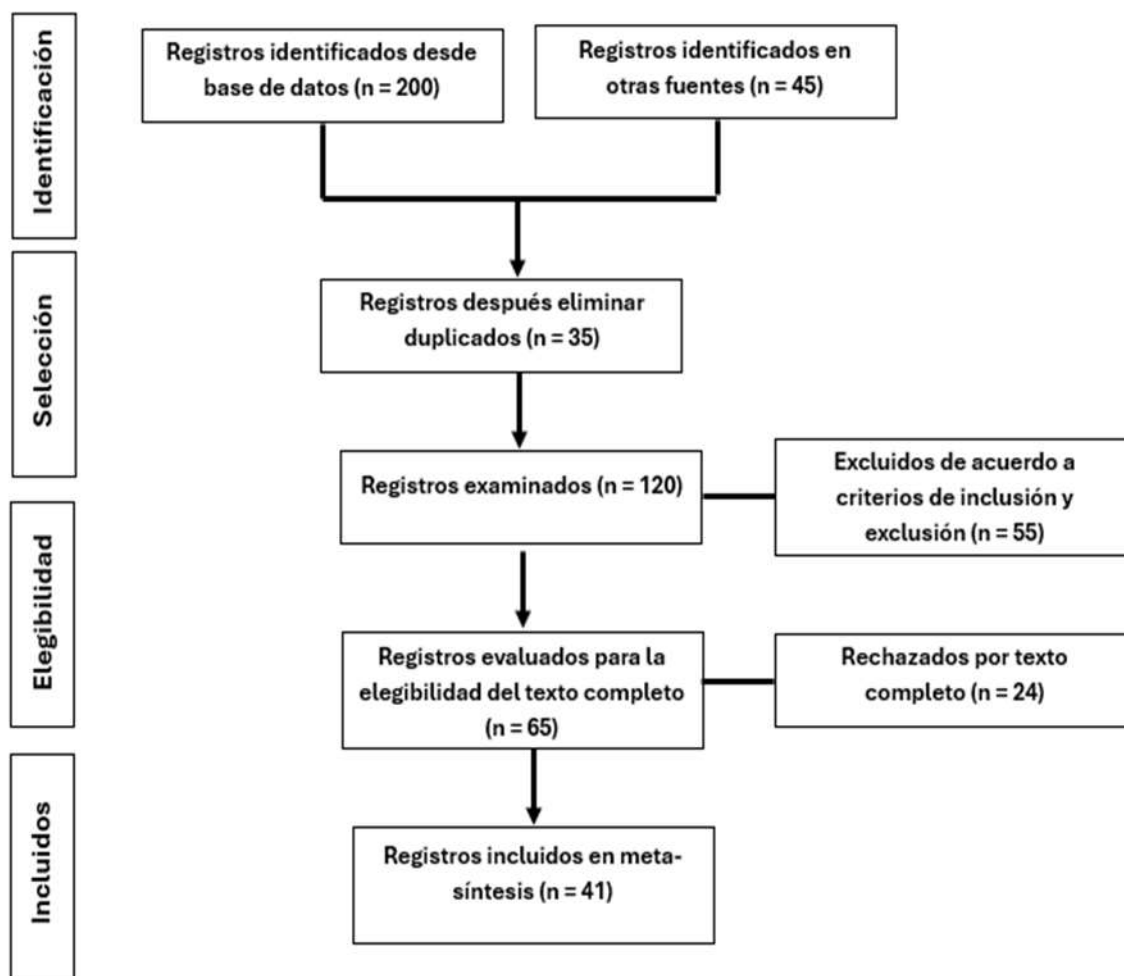 Identificación
Registros identificados desde
base de datos (n = 200)
Registros identificados en
otras fuentes (n = 45)
Selección
Registros después eliminar
duplicados (n = 35)
Registros examinados (n = 120)
Excluidos de acuerdo a
criterios de inclusión y
exclusión (n = 55)
Elegibilidad
Registros evaluados para la
elegibilidad del texto completo
(n = 65)
Rechazados por texto
completo (n = 24)
Incluidos
Registros incluidos en meta-
síntesis (n = 41)